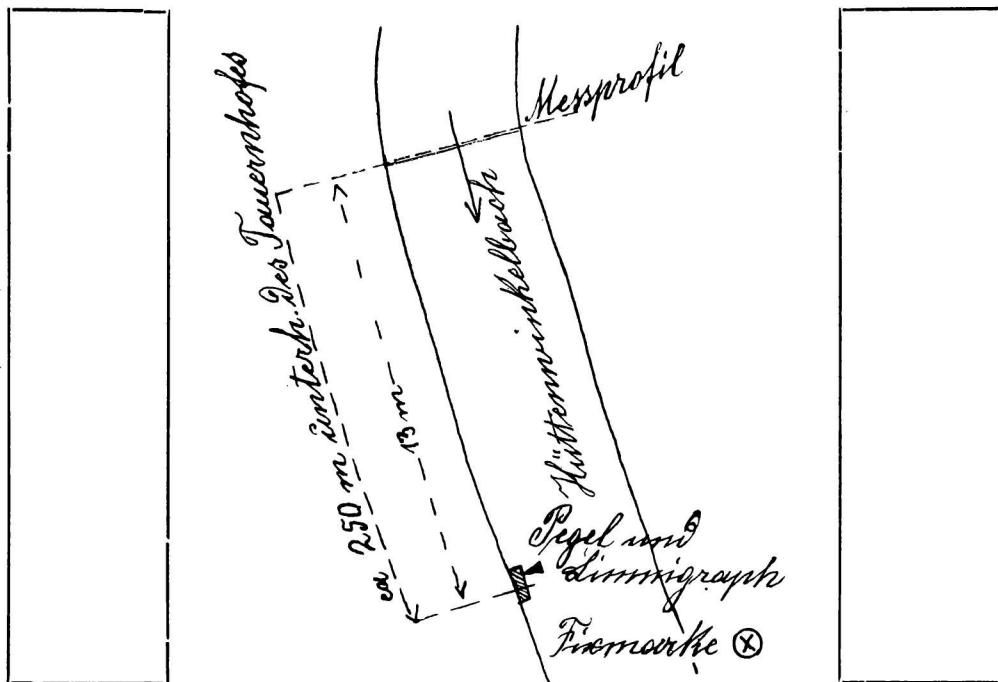 Messprofil
ca 250 m unterh. des Tauernhofes
13 m
Hüttenwinkelbach
Pegel und
Limnigraph
Fixmarke ⓧ